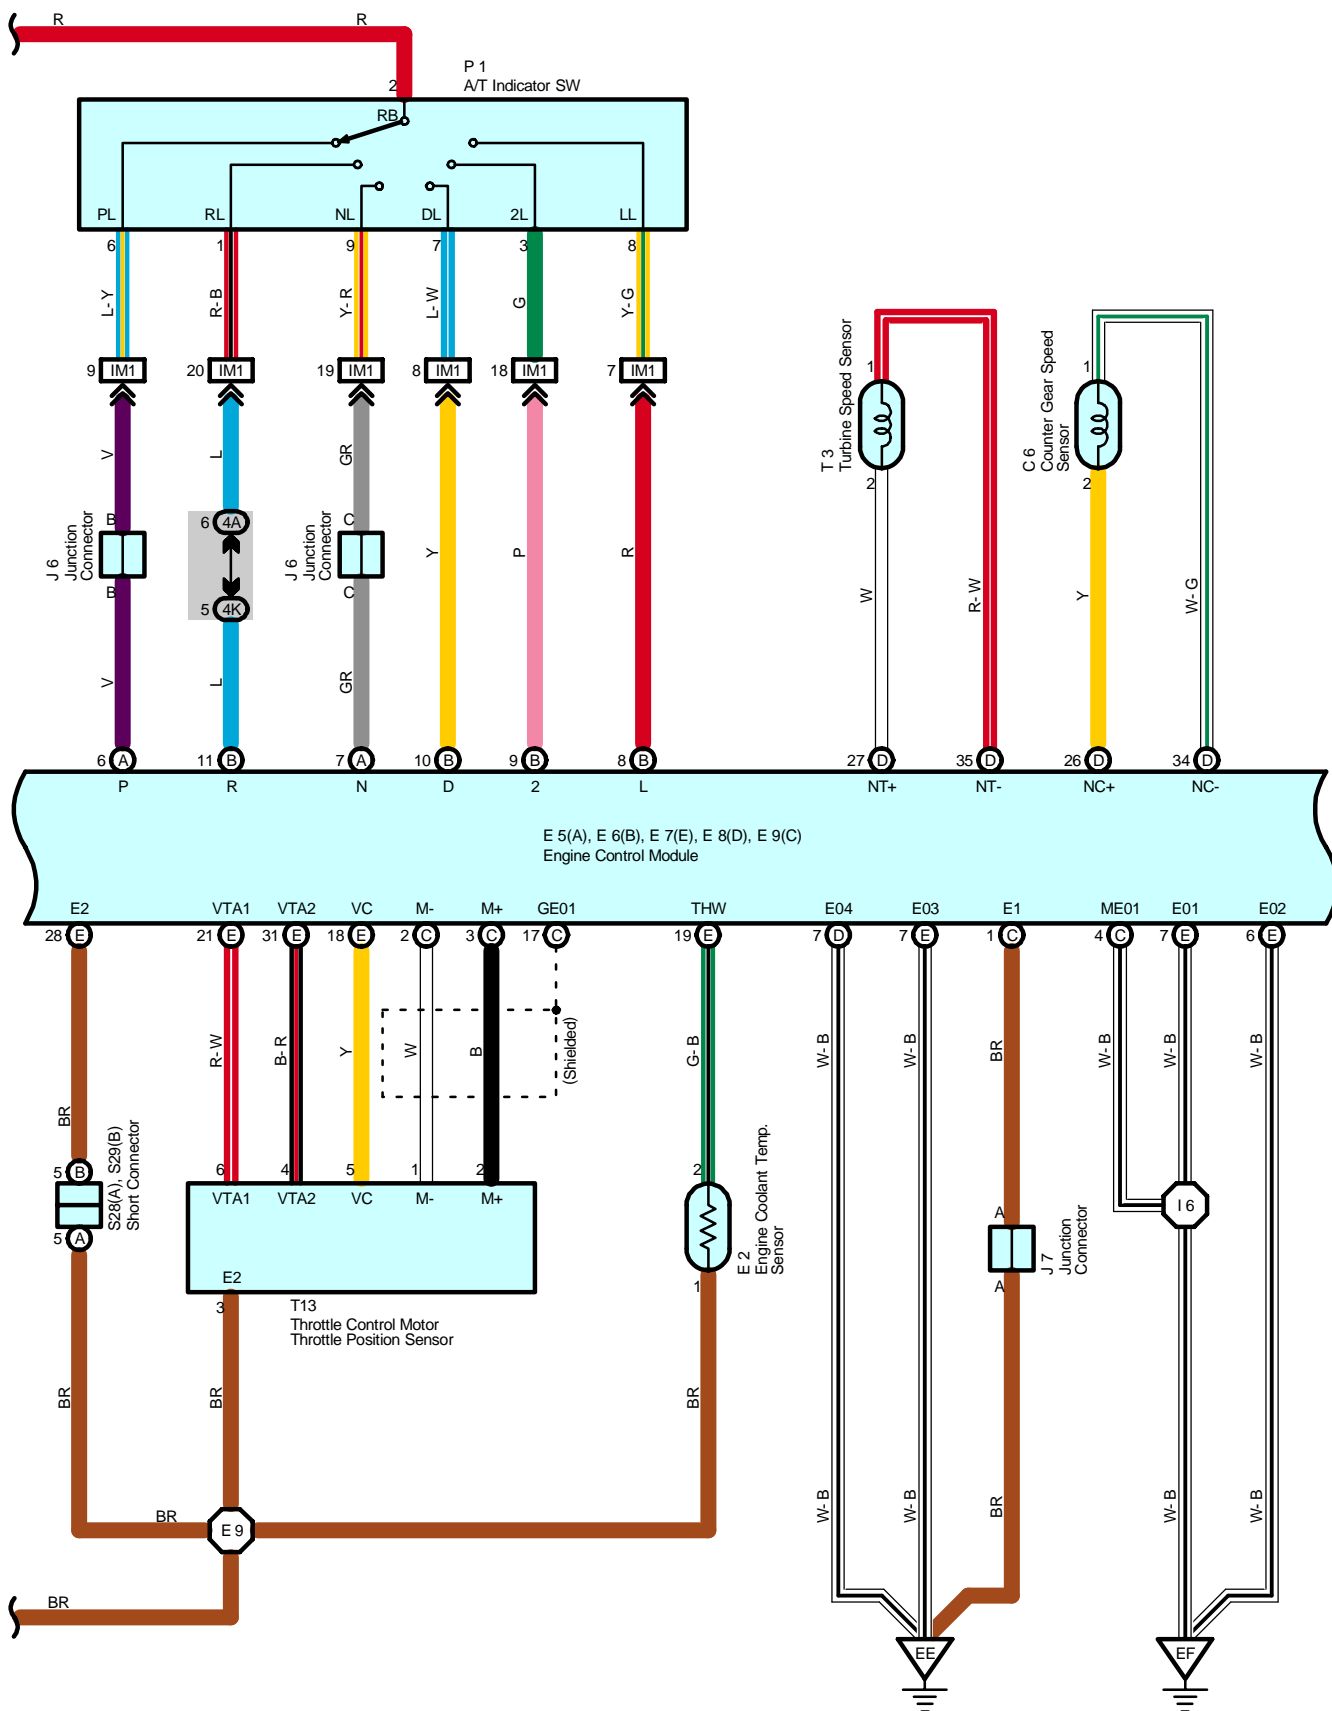 R R
P 1
A/T Indicator SW
2
RB
PL RL NL DL 2L LL
6 1 9 7 3 8
L- Y R- B Y- R L- W G Y- G
9 IM1 20 IM1 19 IM1 8 IM1 18 IM1 7 IM1
T 3
Turbine Speed Sensor
1
2
C 6
Counter Gear Speed
Sensor
1
2
V L GR Y P R
J 6
Junction
Connector
B
B
6 4A
5 4K
J 6
Junction
Connector
C
C
W R- W Y W- G
V L GR
6 A 11 B 7 A 10 B 9 B 8 B 27 D 35 D 26 D 34 D
P R N D 2 L NT+ NT- NC+ NC-
E 5(A), E 6(B), E 7(E), E 8(D), E 9(C)
Engine Control Module
E2 VTA1 VTA2 VC M- M+ GE01 THW E04 E03 E1 ME01 E01 E02
28 E 21 E 31 E 18 E 2 C 3 C 17 C 19 E 7 D 7 E 1 C 4 C 7 E 6 E
BR R- W B- R Y W B (Shielded) G- B W- B W- B BR W- B W- B W- B
5 B
5 A
S28(A), S29(B)
Short Connector
6 4 5 1 2
VTA1 VTA2 VC M- M+
E2
3
T13
Throttle Control Motor
Throttle Position Sensor
2
1
E 2
Engine Coolant Temp.
Sensor
A
A
J 7
Junction
Connector
I 6
BR BR BR
W- B W- B BR W- B W- B
BR
E 9
BR
EE EF